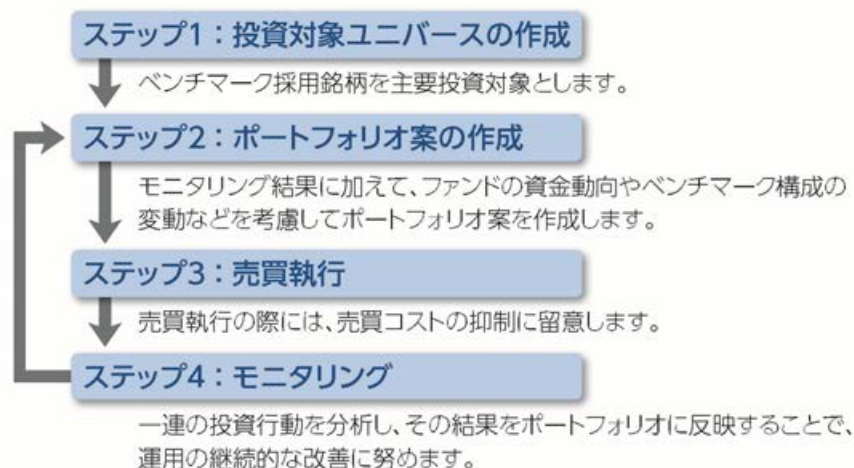 ステップ1：投資対象ユニバースの作成
ベンチマーク採用銘柄を主要投資対象とします。
ステップ2：ポートフォリオ案の作成
モニタリング結果に加えて、ファンドの資金動向やベンチマーク構成の
変動などを考慮してポートフォリオ案を作成します。
ステップ3：売買執行
売買執行の際には、売買コストの抑制に留意します。
ステップ4：モニタリング
一連の投資行動を分析し、その結果をポートフォリオに反映することで、
運用の継続的な改善に努めます。